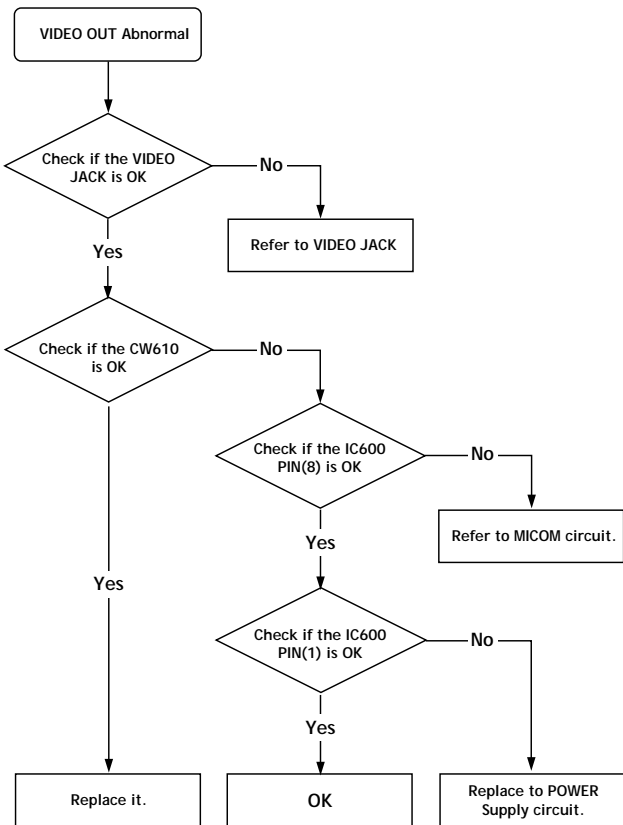 VIDEO OUT Abnormal
Check if the VIDEO
JACK is OK
No
Refer to VIDEO JACK
Yes
Check if the CW610
is OK
No
Check if the IC600
PIN(8) is OK
No
Refer to MICOM circuit.
Yes
Yes
Check if the IC600
PIN(1) is OK
No
Yes
Replace it.
OK
Replace to POWER
Supply circuit.